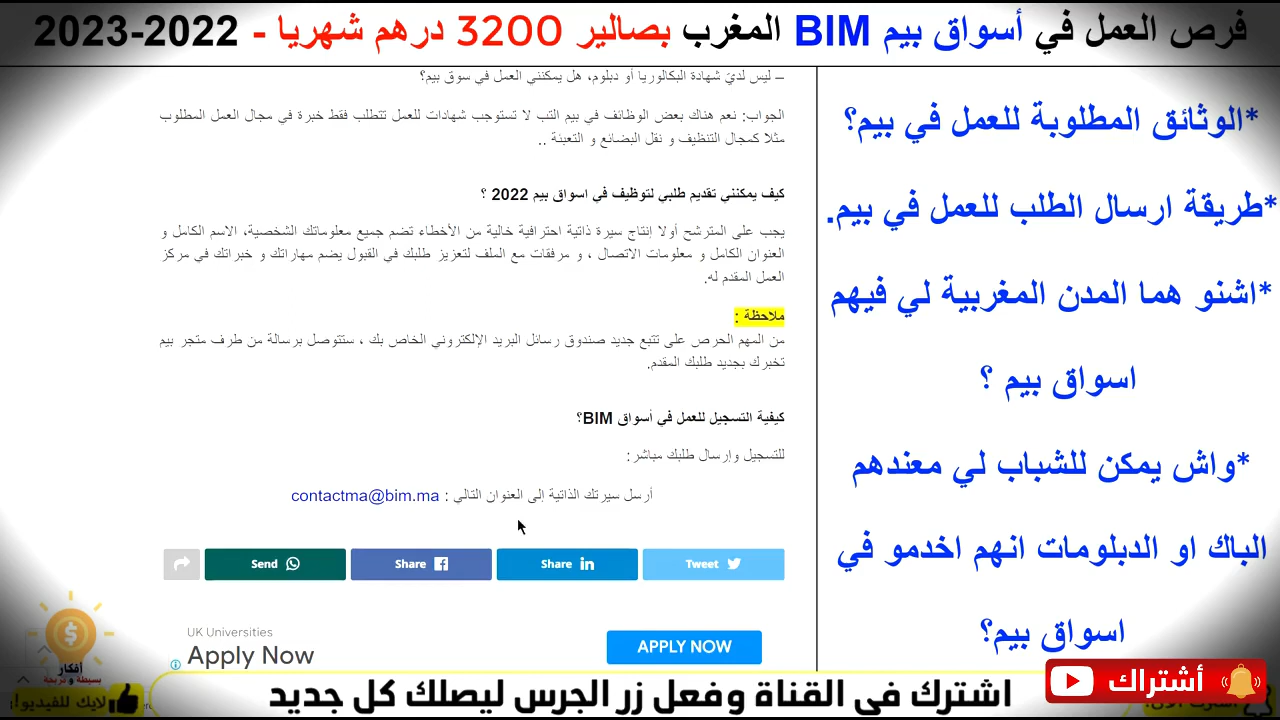 فرص العمل في أسواق بيم BIM المغرب بصالير 3200 درهم شهريا - 2022-2023
– ليس لديّ شهادة البكالوريا أو دبلوم، هل يمكنني العمل في سوق بيم؟
الجواب: نعم هناك بعض الوظائف في بيم التب لا تستوجب شهادات للعمل تتطلب فقط خبرة في مجال العمل المطلوب
مثلا كمجال التنظيف و نقل البضائع و التعبئة ..
كيف يمكنني تقديم طلبي لتوظيف في اسواق بيم 2022 ؟
يجب على المترشح أولا إنتاج سيرة ذاتية احترافية خالية من الأخطاء تضم جميع معلوماتك الشخصية، الاسم الكامل و
العنوان الكامل و معلومات الاتصال ، و مرفقات مع الملف لتعزيز طلبك في القبول يضم مهاراتك و خبراتك في مركز
العمل المقدم له.
ملاحظة :
من المهم الحرص على تتبع جديد صندوق رسائل البريد الإلكتروني الخاص بك ، ستتوصل برسالة من طرف متجر بيم
تخبرك بجديد طلبك المقدم.
كيفية التسجيل للعمل في أسواق BIM؟
للتسجيل وإرسال طلبك مباشر:
أرسل سيرتك الذاتية إلى العنوان التالي : contactma@bim.ma
Send
Share
Share
Tweet
UK Universities
Apply Now
APPLY NOW
*الوثائق المطلوبة للعمل في بيم؟
*طريقة ارسال الطلب للعمل في بيم.
*اشنو هما المدن المغربية لي فيهم
اسواق بيم ؟
*واش يمكن للشباب لي معندهم
الباك او الدبلومات انهم اخدمو في
اسواق بيم؟
أفكار
بسيطة و مربحة
لايك للفيديو!
اشترك في القناة وفعل زر الجرس ليصلك كل جديد
أشتراك